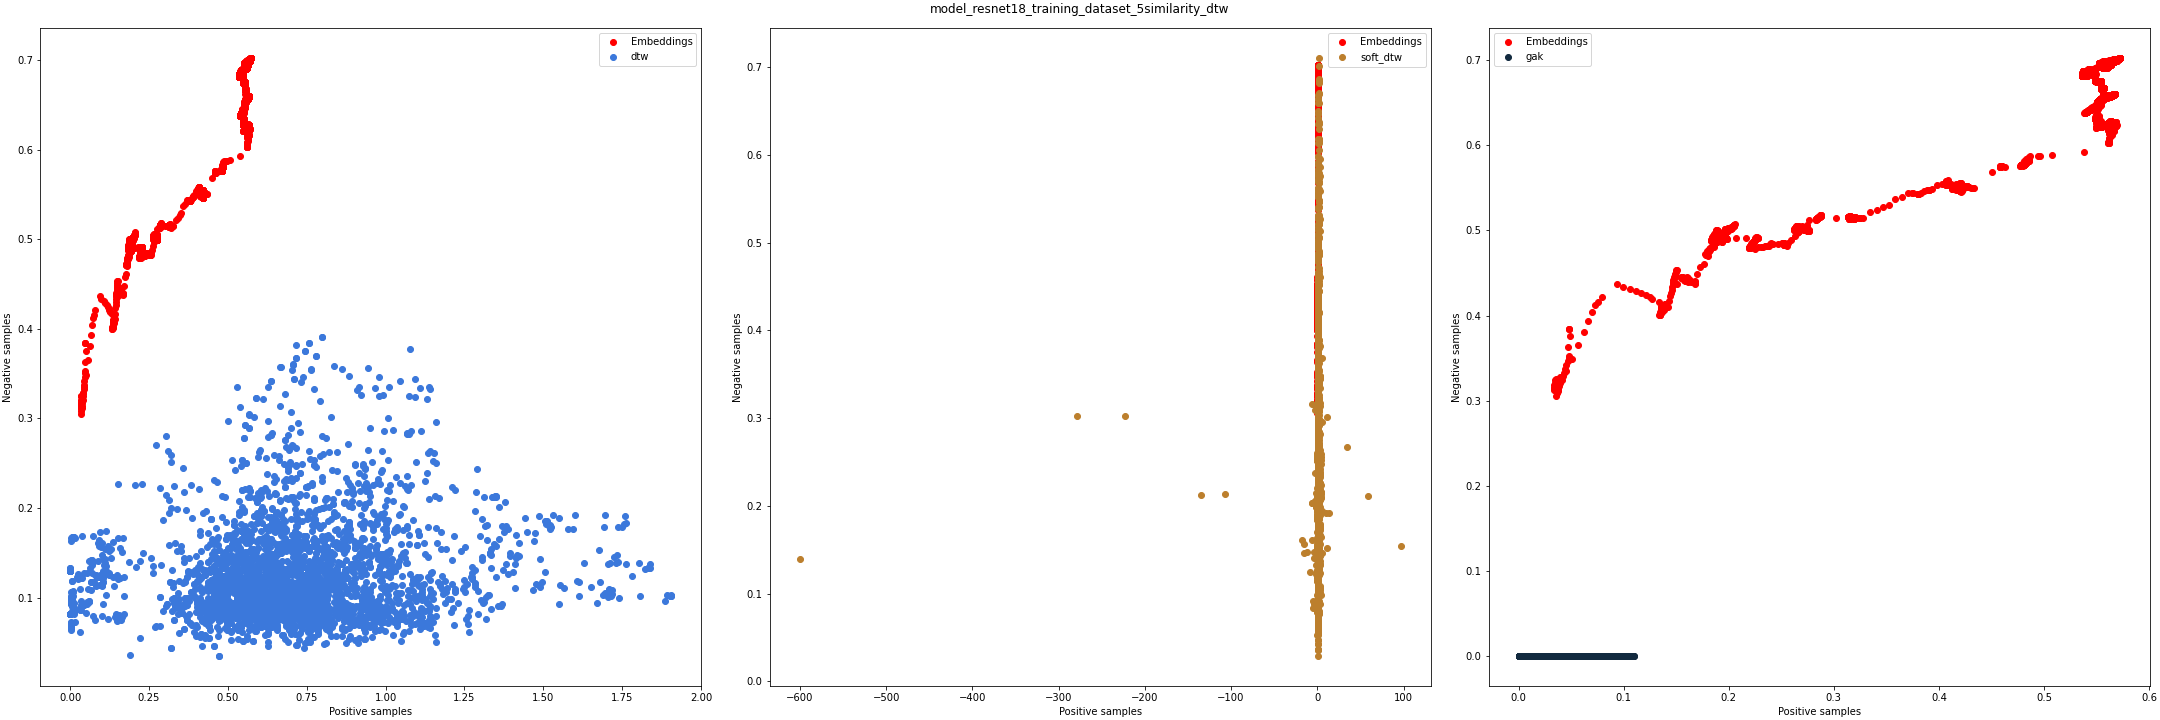 model_resnet18_training_dataset_5similarity_dtw
Embeddings
dtw
0.7
0.6
0.5
0.4
0.3
0.2
0.1
Negative samples
0.00 0.25 0.50 0.75 1.00 1.25 1.50 1.75 2.00
Positive samples
Embeddings
soft_dtw
0.7
0.6
0.5
0.4
0.3
0.2
0.1
0.0
Negative samples
−600 −500 −400 −300 −200 −100 0 100
Positive samples
Embeddings
gak
0.7
0.6
0.5
0.4
0.3
0.2
0.1
0.0
Negative samples
0.0 0.1 0.2 0.3 0.4 0.5 0.6
Positive samples